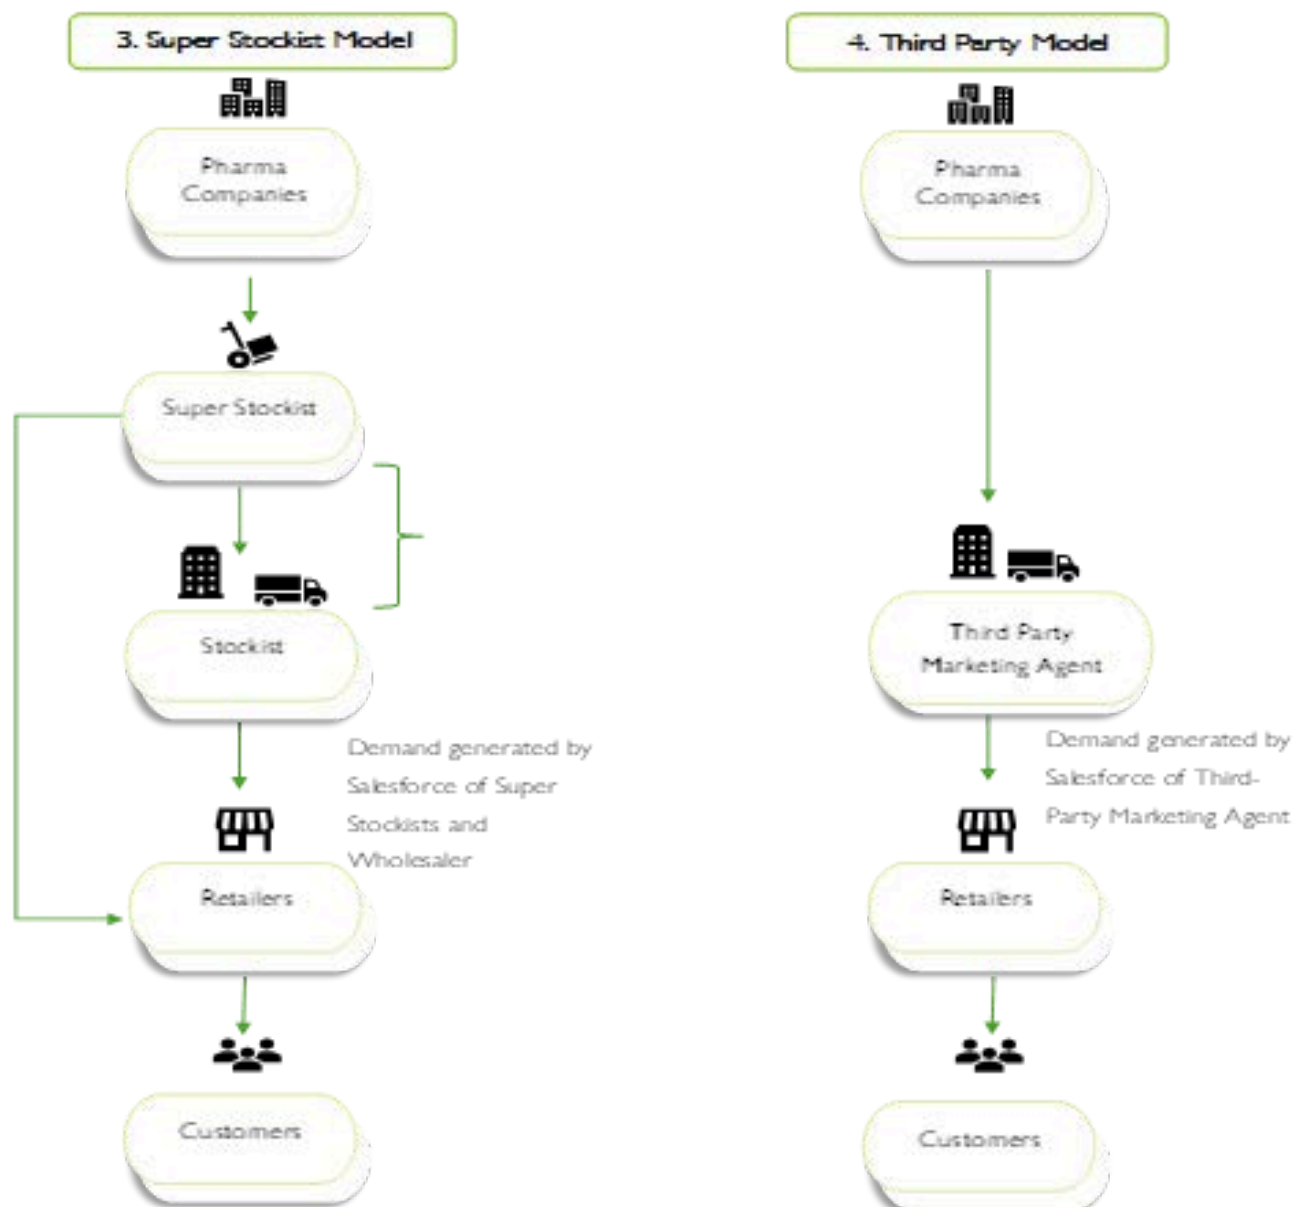 3. Super Stockist Model
Pharma
Companies
Super Stockist
Stockist
Demand generated by
Salesforce of Super
Stockists and
Wholesaler
Retailers
Customers
4. Third Party Model
Pharma
Companies
Third Party
Marketing Agent
Demand generated by
Salesforce of Third-
Party Marketing Agent
Retailers
Customers